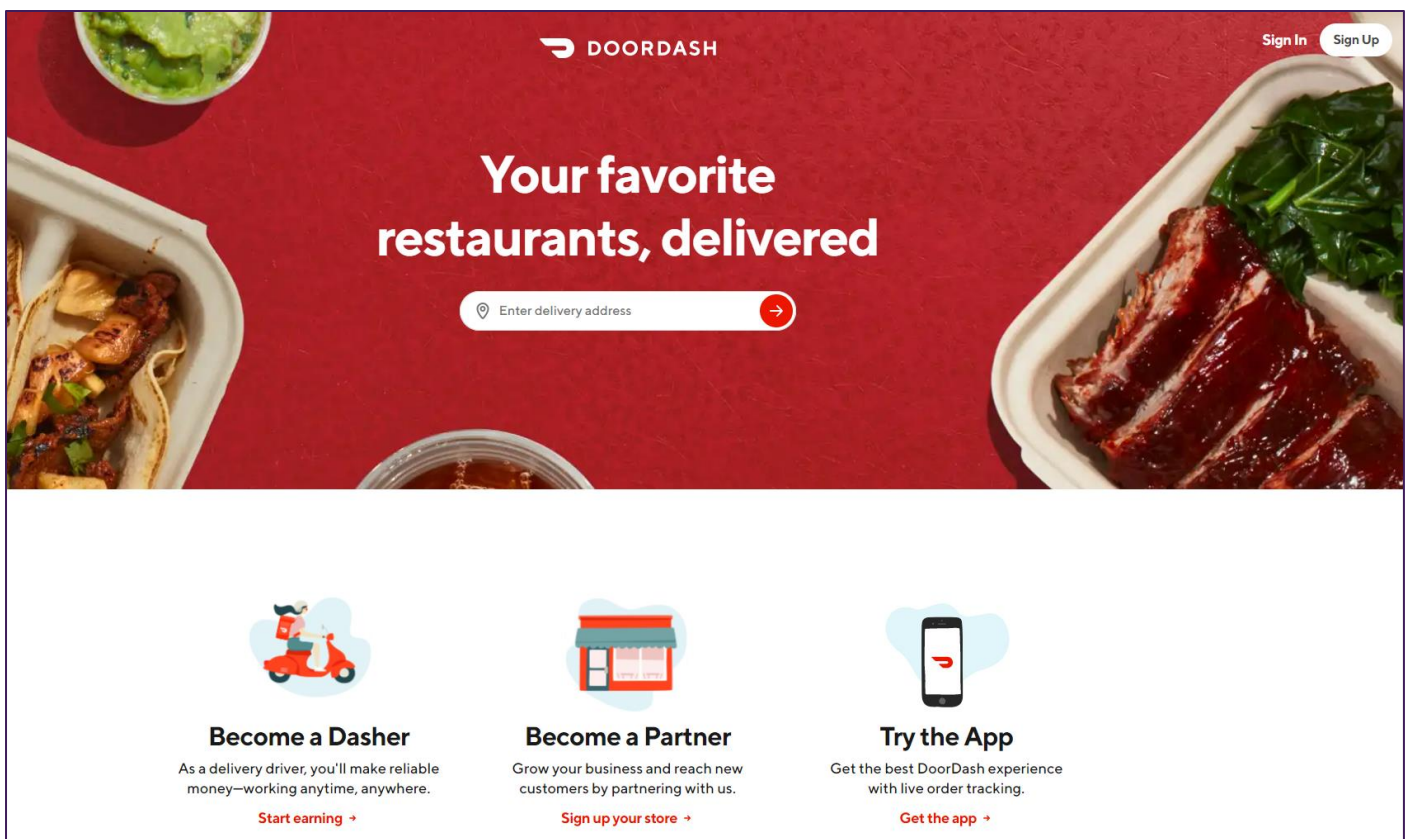 DOORDASH
Sign In
Sign Up
Your favorite
restaurants, delivered
Enter delivery address
Become a Dasher
As a delivery driver, you'll make reliable
money—working anytime, anywhere.
Start earning →
Become a Partner
Grow your business and reach new
customers by partnering with us.
Sign up your store →
Try the App
Get the best DoorDash experience
with live order tracking.
Get the app →